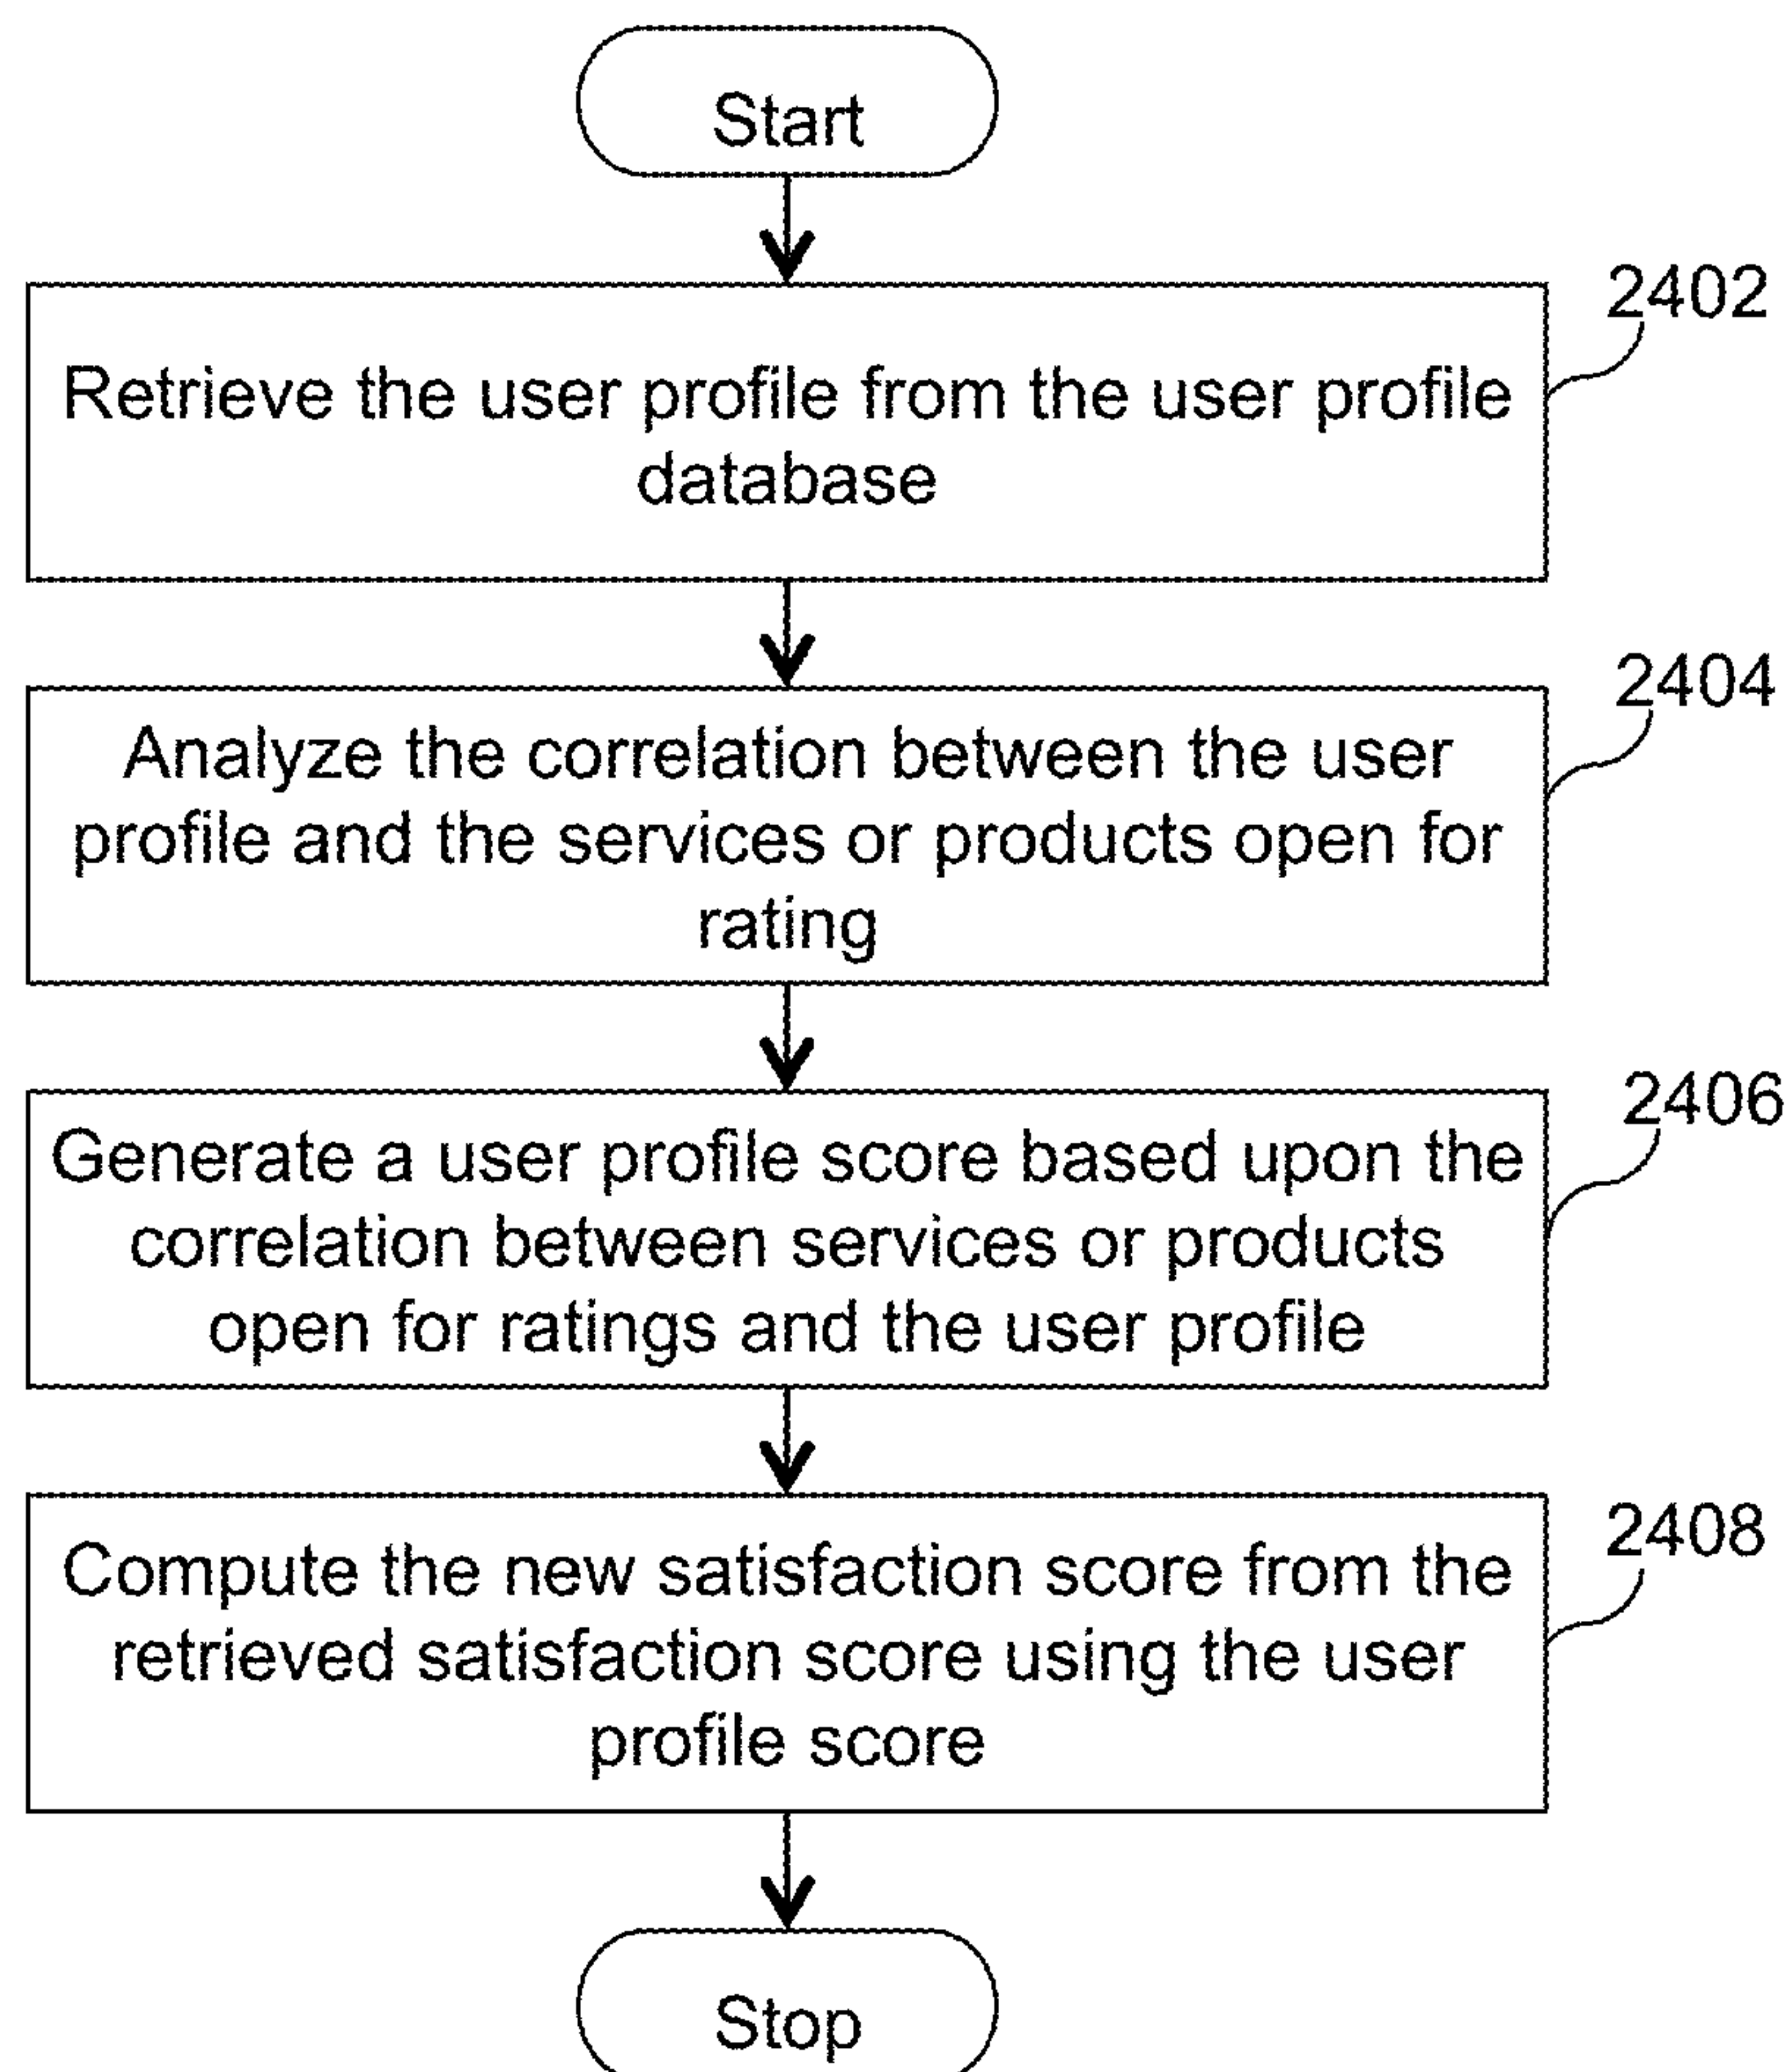 Start
2402
Retrieve the user profile from the user profile
database
2404
Analyze the correlation between the user
profile and the services or products open for
rating
2406
Generate a user profile score based upon the
correlation between services or products
open for ratings and the user profile
2408
Compute the new satisfaction score from the
retrieved satisfaction score using the user
profile score
Stop